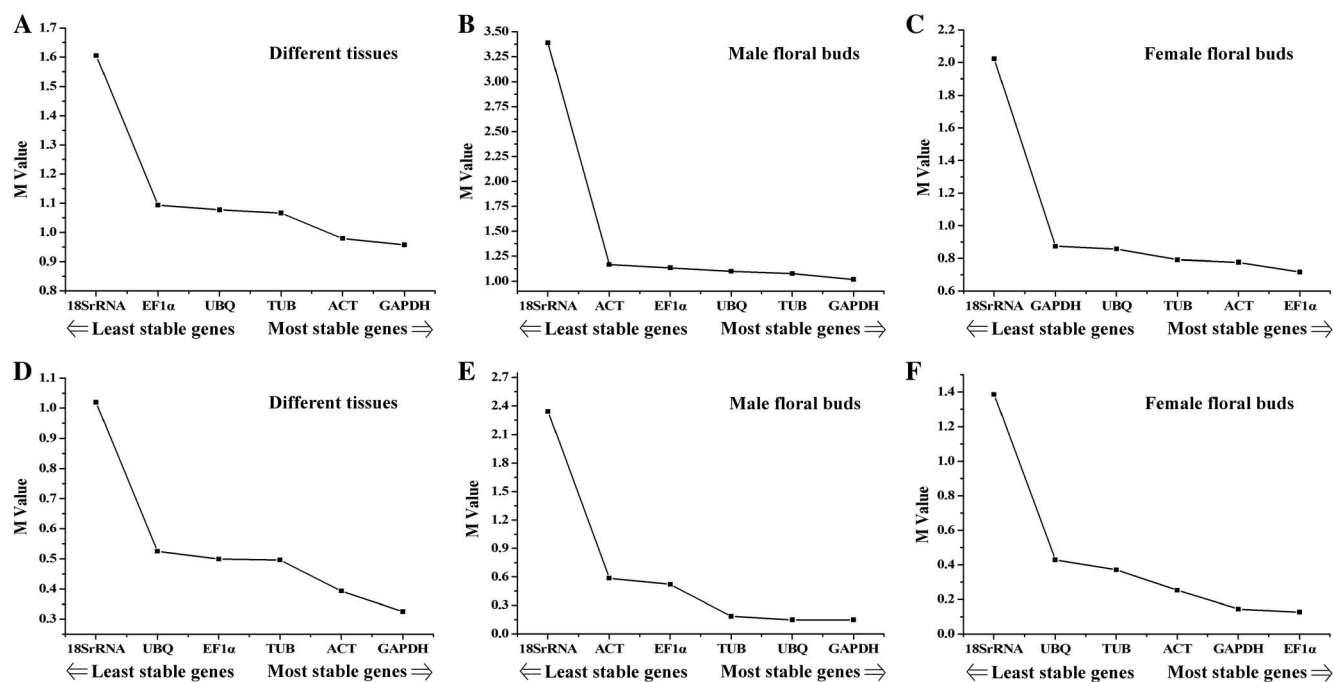 A
Different tissues
M Value
1.7
1.6
1.5
1.4
1.3
1.2
1.1
1.0
0.9
0.8
18SrRNA EF1α UBQ TUB ACT GAPDH
⇐ Least stable genes Most stable genes ⇒
B
Male floral buds
M Value
3.50
3.25
3.00
2.75
2.50
2.25
2.00
1.75
1.50
1.25
1.00
18SrRNA ACT EF1α UBQ TUB GAPDH
⇐ Least stable genes Most stable genes ⇒
C
Female floral buds
M Value
2.2
2.0
1.8
1.6
1.4
1.2
1.0
0.8
0.6
18SrRNA GAPDH UBQ TUB ACT EF1α
⇐ Least stable genes Most stable genes ⇒
D
Different tissues
M Value
1.1
1.0
0.9
0.8
0.7
0.6
0.5
0.4
0.3
18SrRNA UBQ EF1α TUB ACT GAPDH
⇐ Least stable genes Most stable genes ⇒
E
Male floral buds
M Value
2.7
2.4
2.1
1.8
1.5
1.2
0.9
0.6
0.3
0.0
18SrRNA ACT EF1α TUB UBQ GAPDH
⇐ Least stable genes Most stable genes ⇒
F
Female floral buds
M Value
1.4
1.2
1.0
0.8
0.6
0.4
0.2
0.0
18SrRNA UBQ TUB ACT GAPDH EF1α
⇐ Least stable genes Most stable genes ⇒